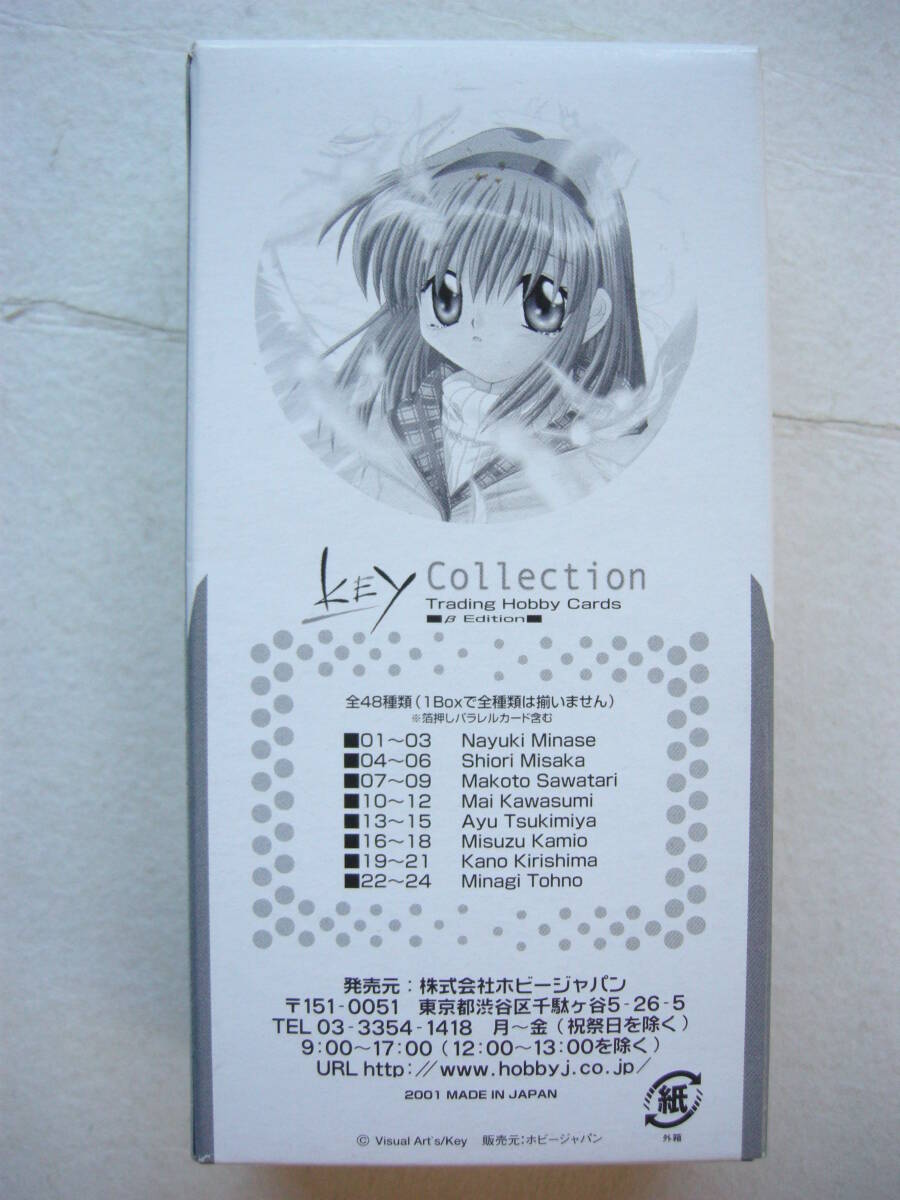 Key Collection
Trading Hobby Cards
■β Edition■
全48種類(1Boxで全種類は揃いません)
※箔押しパラレルカード含む
■01～03 Nayuki Minase
■04～06 Shiori Misaka
■07～09 Makoto Sawatari
■10～12 Mai Kawasumi
■13～15 Ayu Tsukimiya
■16～18 Misuzu Kamio
■19～21 Kano Kirishima
■22～24 Minagi Tohno
発売元：株式会社ホビージャパン
〒151-0051 東京都渋谷区千駄ヶ谷5-26-5
TEL 03-3354-1418 月～金(祝祭日を除く)
9:00～17:00(12:00～13:00を除く)
URL http://www.hobbyj.co.jp/
2001 MADE IN JAPAN
紙
外箱
© Visual Art's/Key 販売元:ホビージャパン